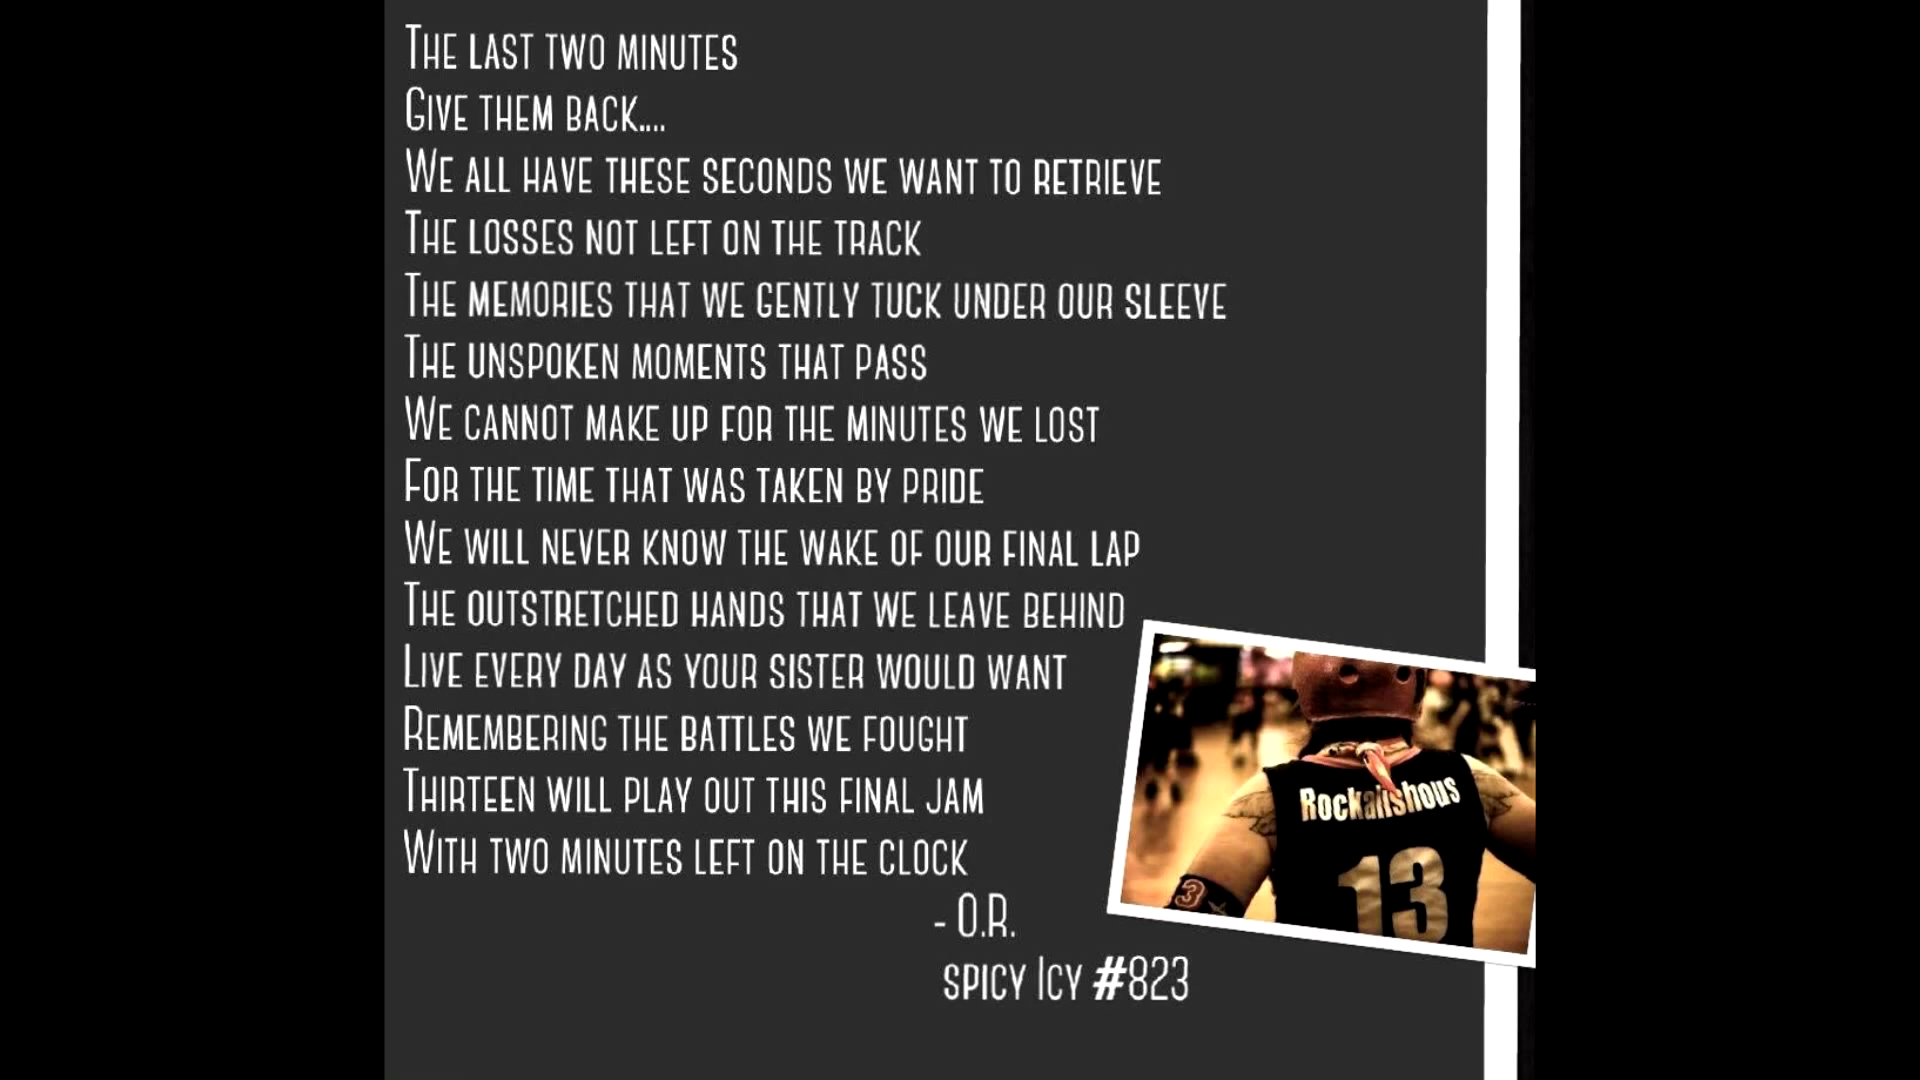 The last two minutes
Give them back....
We all have these seconds we want to retrieve
The losses not left on the track
The memories that we gently tuck under our sleeve
The unspoken moments that pass
We cannot make up for the minutes we lost
For the time that was taken by pride
We will never know the wake of our final lap
The outstretched hands that we leave behind
Live every day as your sister would want
Remembering the battles we fought
Thirteen will play out this final jam
With two minutes left on the clock
- O.R.
spicy Icy #823
Rockalishous
13
3